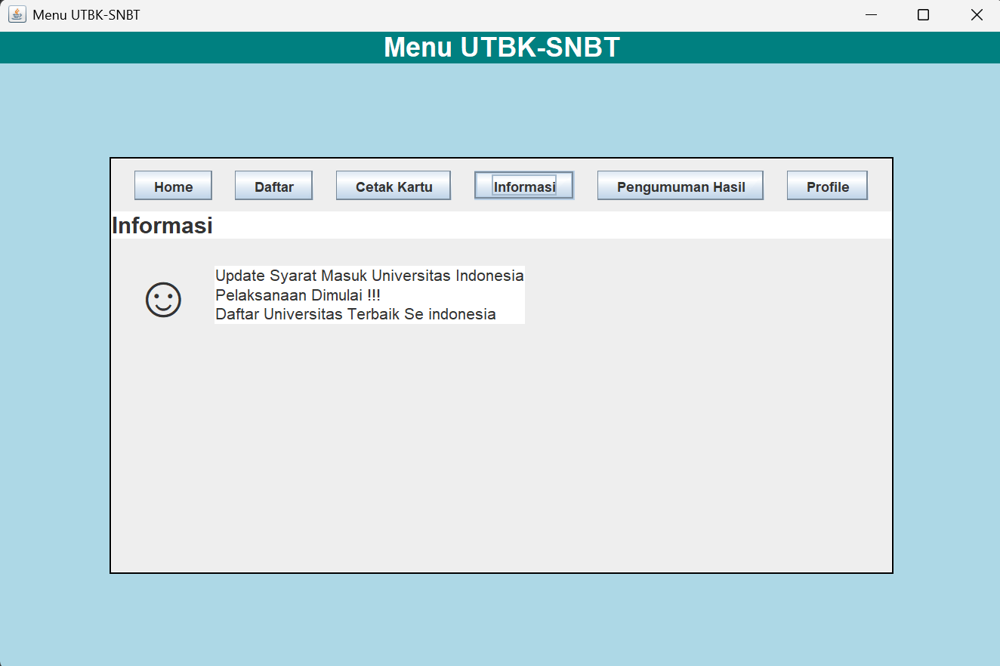 Menu UTBK-SNBT
Menu UTBK-SNBT
Home Daftar Cetak Kartu Informasi Pengumuman Hasil Profile
Informasi
Update Syarat Masuk Universitas Indonesia
Pelaksanaan Dimulai !!!
Daftar Universitas Terbaik Se indonesia